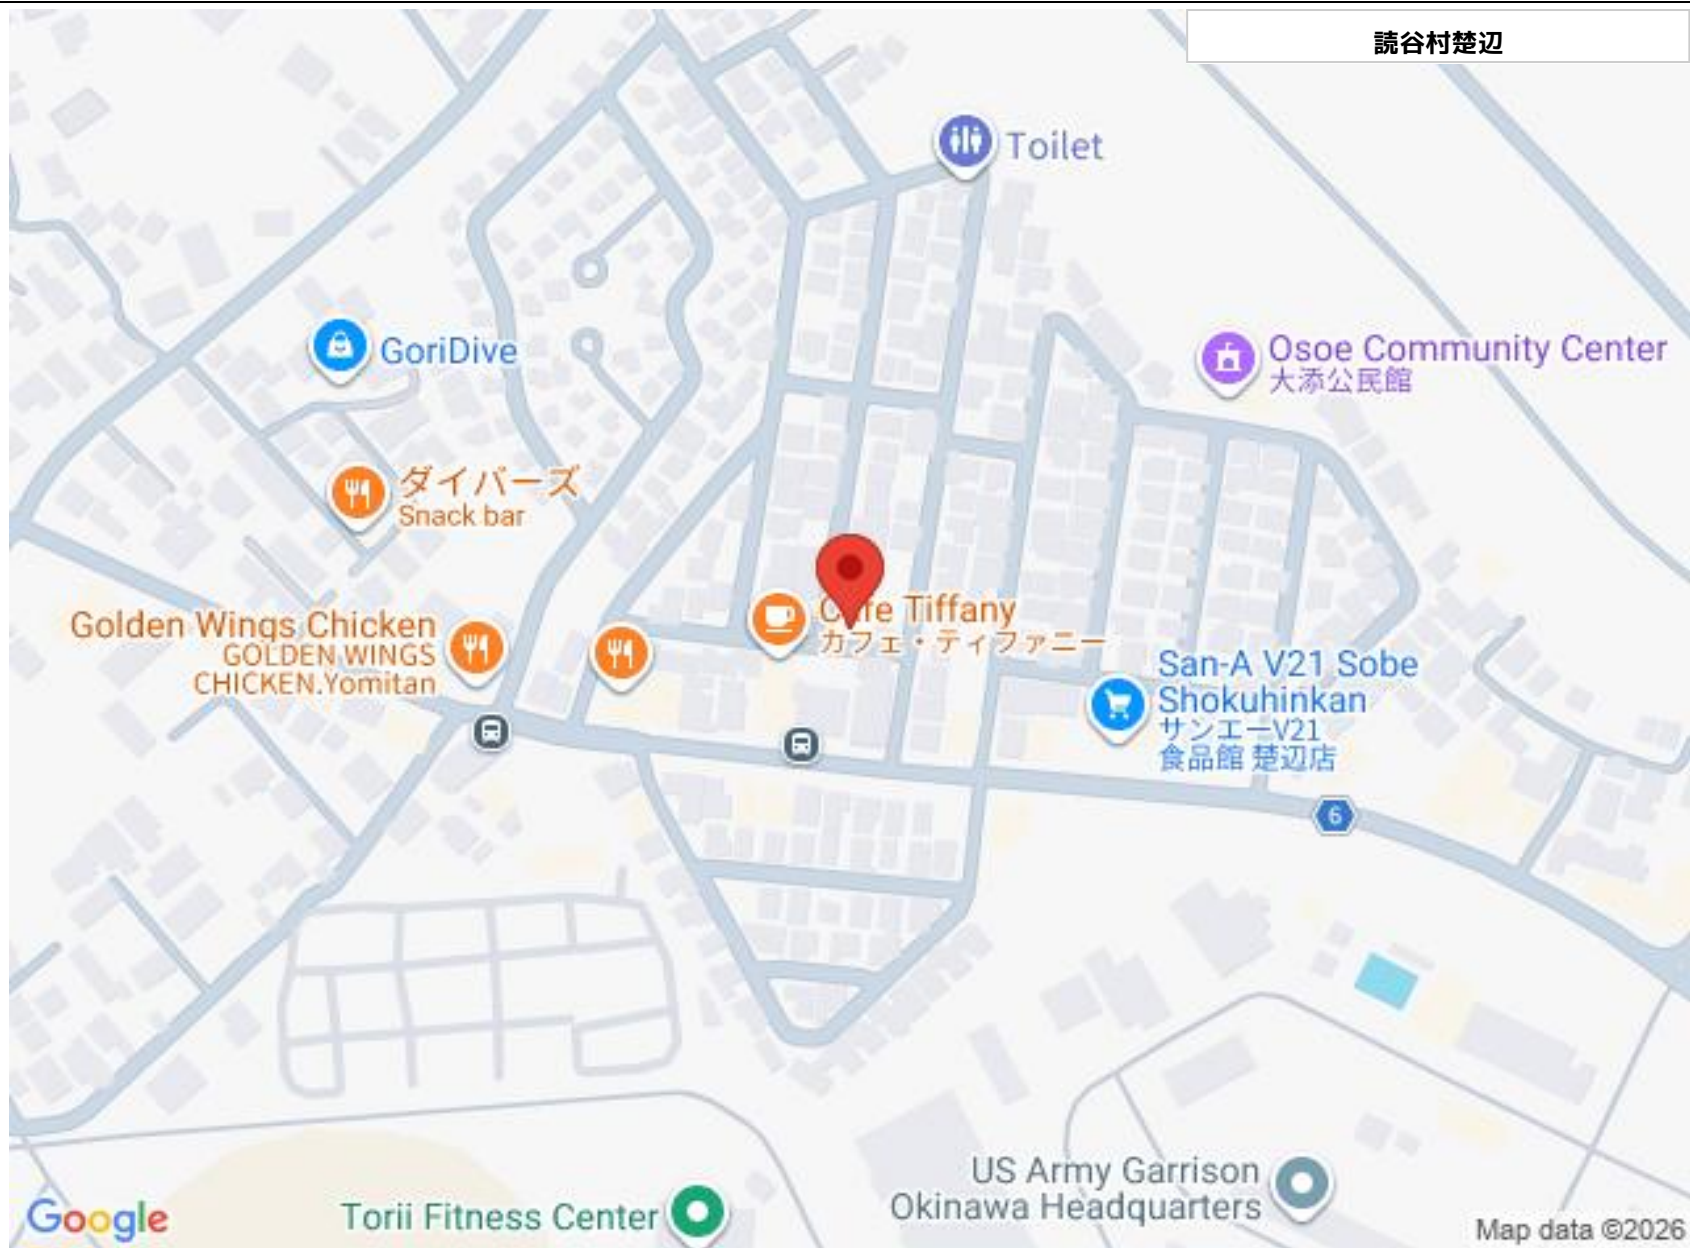 読谷村楚辺
Toilet
GoriDive
Osoe Community Center
大添公民館
ダイバーズ
Snack bar
Cafe Tiffany
カフェ・ティファニー
Golden Wings Chicken
GOLDEN WINGS
CHICKEN.Yomitan
San-A V21 Sobe
Shokuhinkan
サンエーV21
食品館 楚辺店
6
US Army Garrison
Okinawa Headquarters
Torii Fitness Center
Google
Map data ©2026